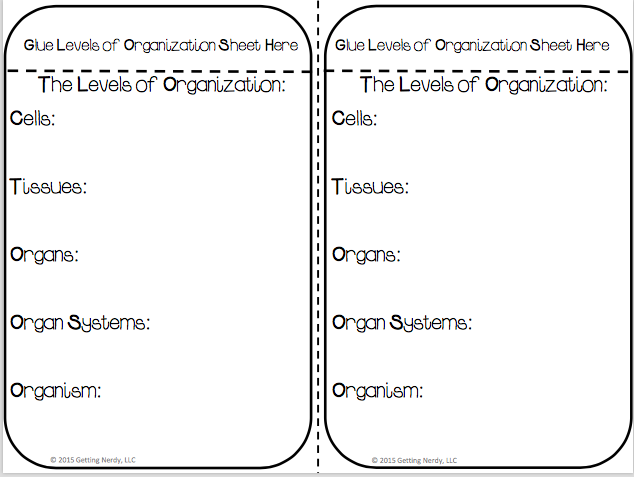 Glue Levels of Organization Sheet Here
The Levels of Organization:
Cells:
Tissues:
Organs:
Organ Systems:
Organism:
© 2015 Getting Nerdy, LLC
Glue Levels of Organization Sheet Here
The Levels of Organization:
Cells:
Tissues:
Organs:
Organ Systems:
Organism:
© 2015 Getting Nerdy, LLC